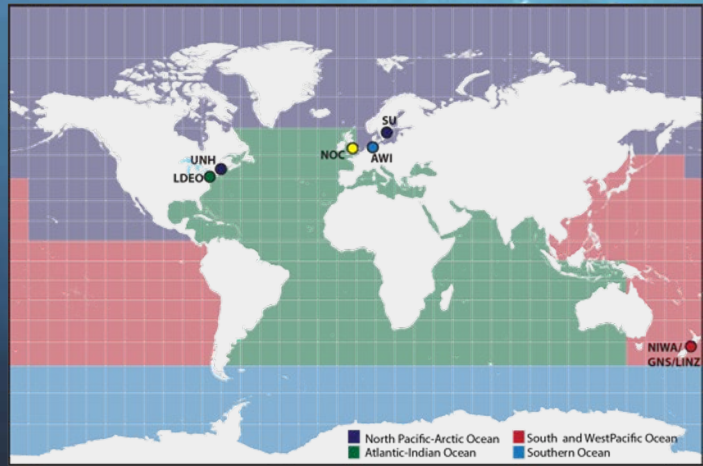 SU
NOC
AWI
UNH
LDEO
NIWA/
GNS/LINZ
North Pacific-Arctic Ocean
South and WestPacific Ocean
Atlantic-Indian Ocean
Southern Ocean